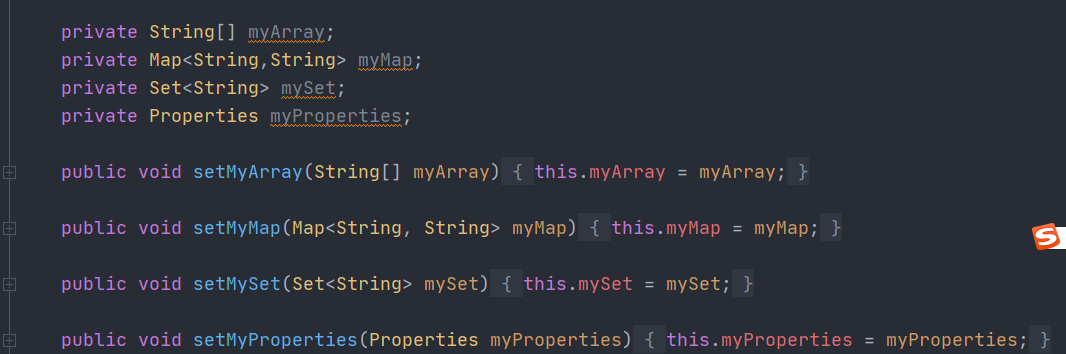 private String[] myArray;
private Map<String,String> myMap;
private Set<String> mySet;
private Properties myProperties;
public void setMyArray(String[] myArray) { this.myArray = myArray; }
public void setMyMap(Map<String, String> myMap) { this.myMap = myMap; }
public void setMySet(Set<String> mySet) { this.mySet = mySet; }
public void setMyProperties(Properties myProperties) { this.myProperties = myProperties; }